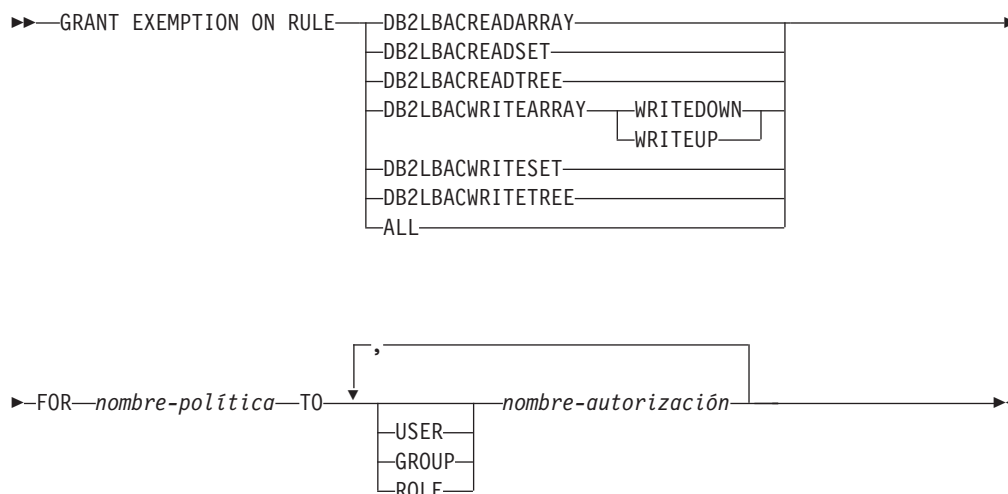 GRANT EXEMPTION ON RULE DB2LBACREADARRAY
DB2LBACREADSET
DB2LBACREADTREE
DB2LBACWRITEARRAY WRITEDOWN
WRITEUP
DB2LBACWRITESET
DB2LBACWRITETREE
ALL
,
FOR nombre-política TO nombre-autorización
USER
GROUP
ROLE